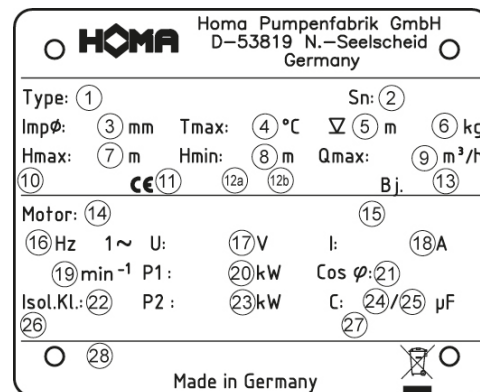 HOMA
Homa Pumpenfabrik GmbH
D-53819 N.-Seelscheid
Germany
Type: 1 Sn: 2
ImpØ: 3 mm Tmax: 4 °C ∇ 5 m 6 kg
Hmax: 7 m Hmin: 8 m Qmax: 9 m³/h
10 CE 11 12a 12b Bj. 13
Motor: 14 15
16 Hz 1~ U: 17 V I: 18 A
19 min⁻¹ P1: 20 kW Cos φ: 21
Isol.Kl.: 22 P2: 23 kW C: 24/25 µF
26 27
28
Made in Germany